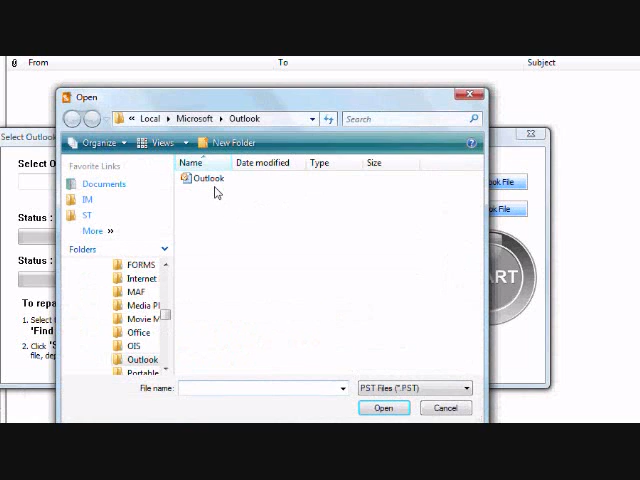 From To Subject
Open
« Local ▸ Microsoft ▸ Outlook
Search
Organize Views New Folder
Favorite Links
Documents
IM
ST
More »
Folders
FORMS
Internet
MAF
Media Pl
Movie M
Office
OIS
Outlook
Portable
Name Date modified Type Size
Outlook
File name: PST Files (*.PST)
Open Cancel
Select Outlook
Select O
ok File
ok File
Status :
Status :
ART
To repa
1. Select O
'Find
2. Click 'S
file, dep